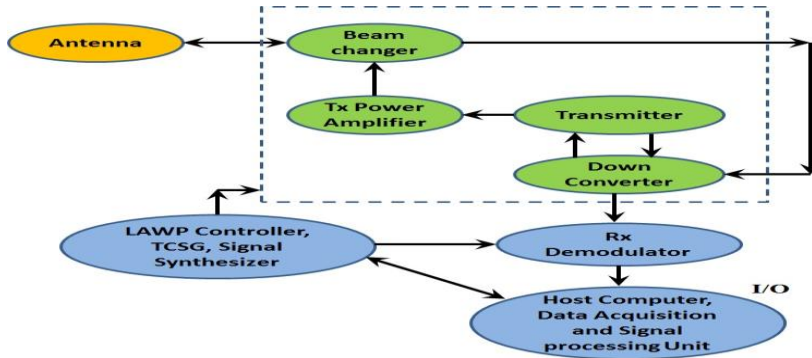 Antenna
Beam
changer
Tx Power
Amplifier
Transmitter
Down
Converter
LAWP Controller,
TCSG, Signal
Synthesizer
Rx
Demodulator
I/O
Host Computer,
Data Acquisition
and Signal
processing Unit